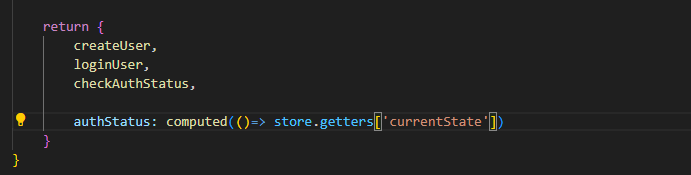 return {
createUser,
loginUser,
checkAuthStatus,
authStatus: computed(()=> store.getters['currentState'])
}
}